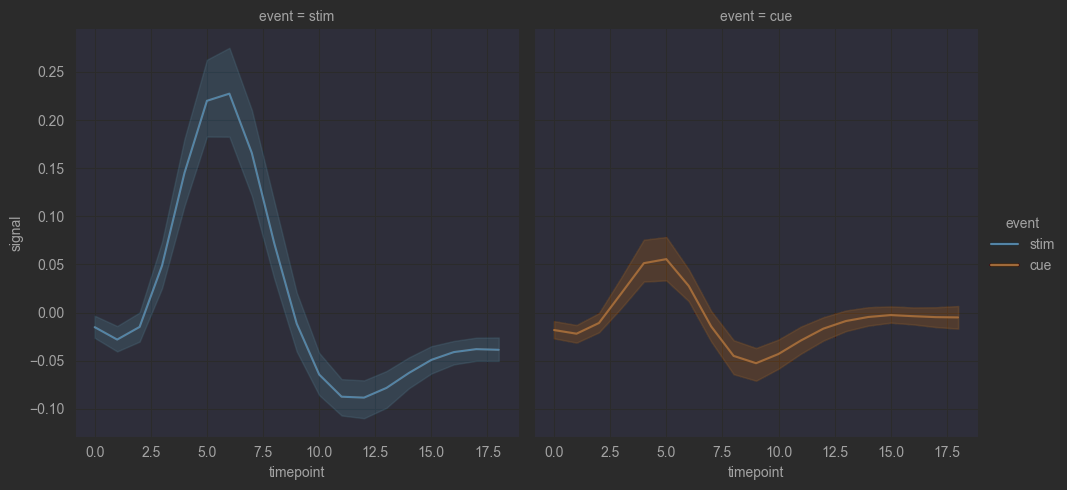 event = stim
event = cue
0.25
0.20
0.15
0.10
0.05
0.00
−0.05
−0.10
signal
0.0 2.5 5.0 7.5 10.0 12.5 15.0 17.5
timepoint
0.0 2.5 5.0 7.5 10.0 12.5 15.0 17.5
timepoint
event
stim
cue